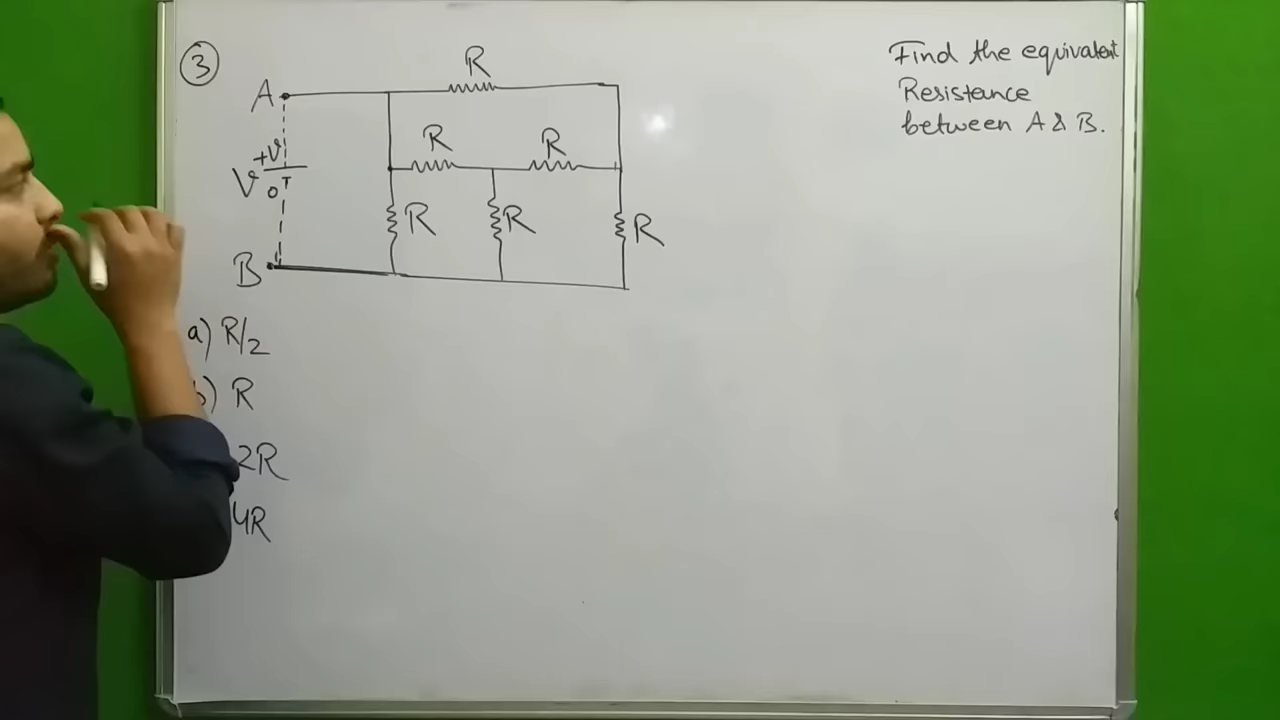 3
Find the equivalent
Resistance
between A & B.
A
R
R
R
+V
V
0
R
R
R
B
a) R/2
b) R
2R
4R